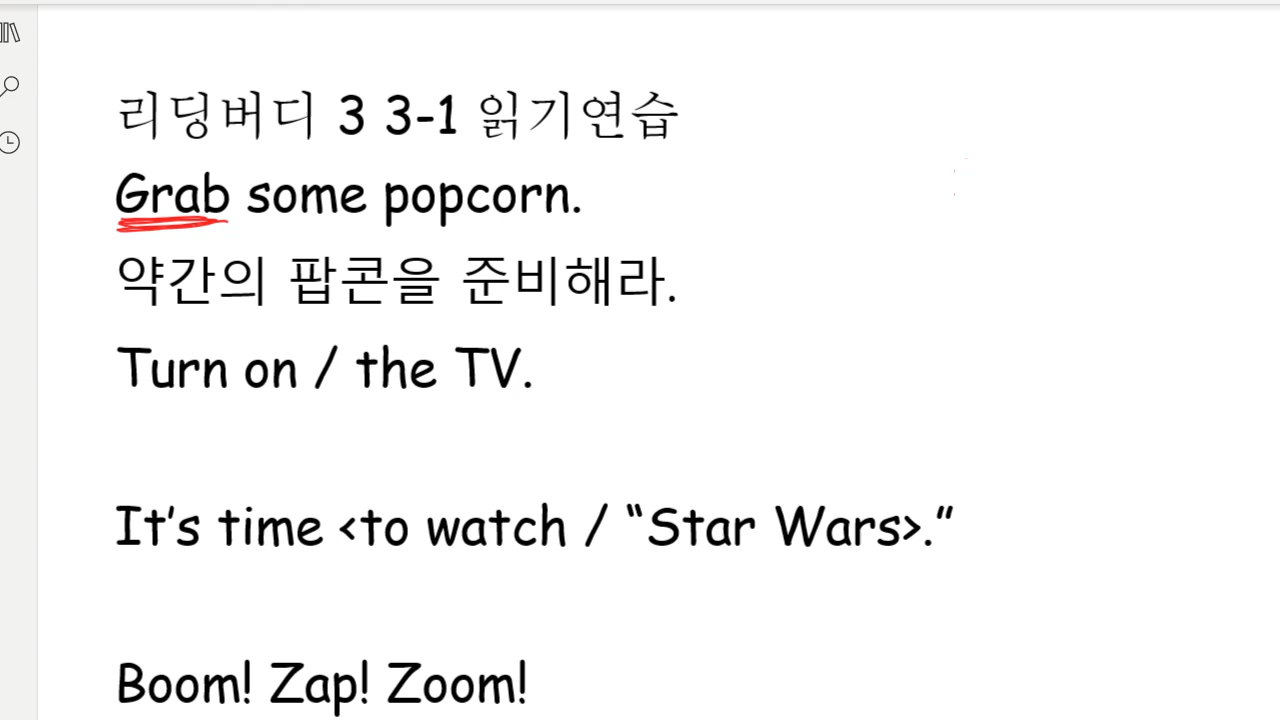 리딩버디 3 3-1 읽기연습
Grab some popcorn.
약간의 팝콘을 준비해라.
Turn on / the TV.
It’s time <to watch / “Star Wars>.”
Boom! Zap! Zoom!